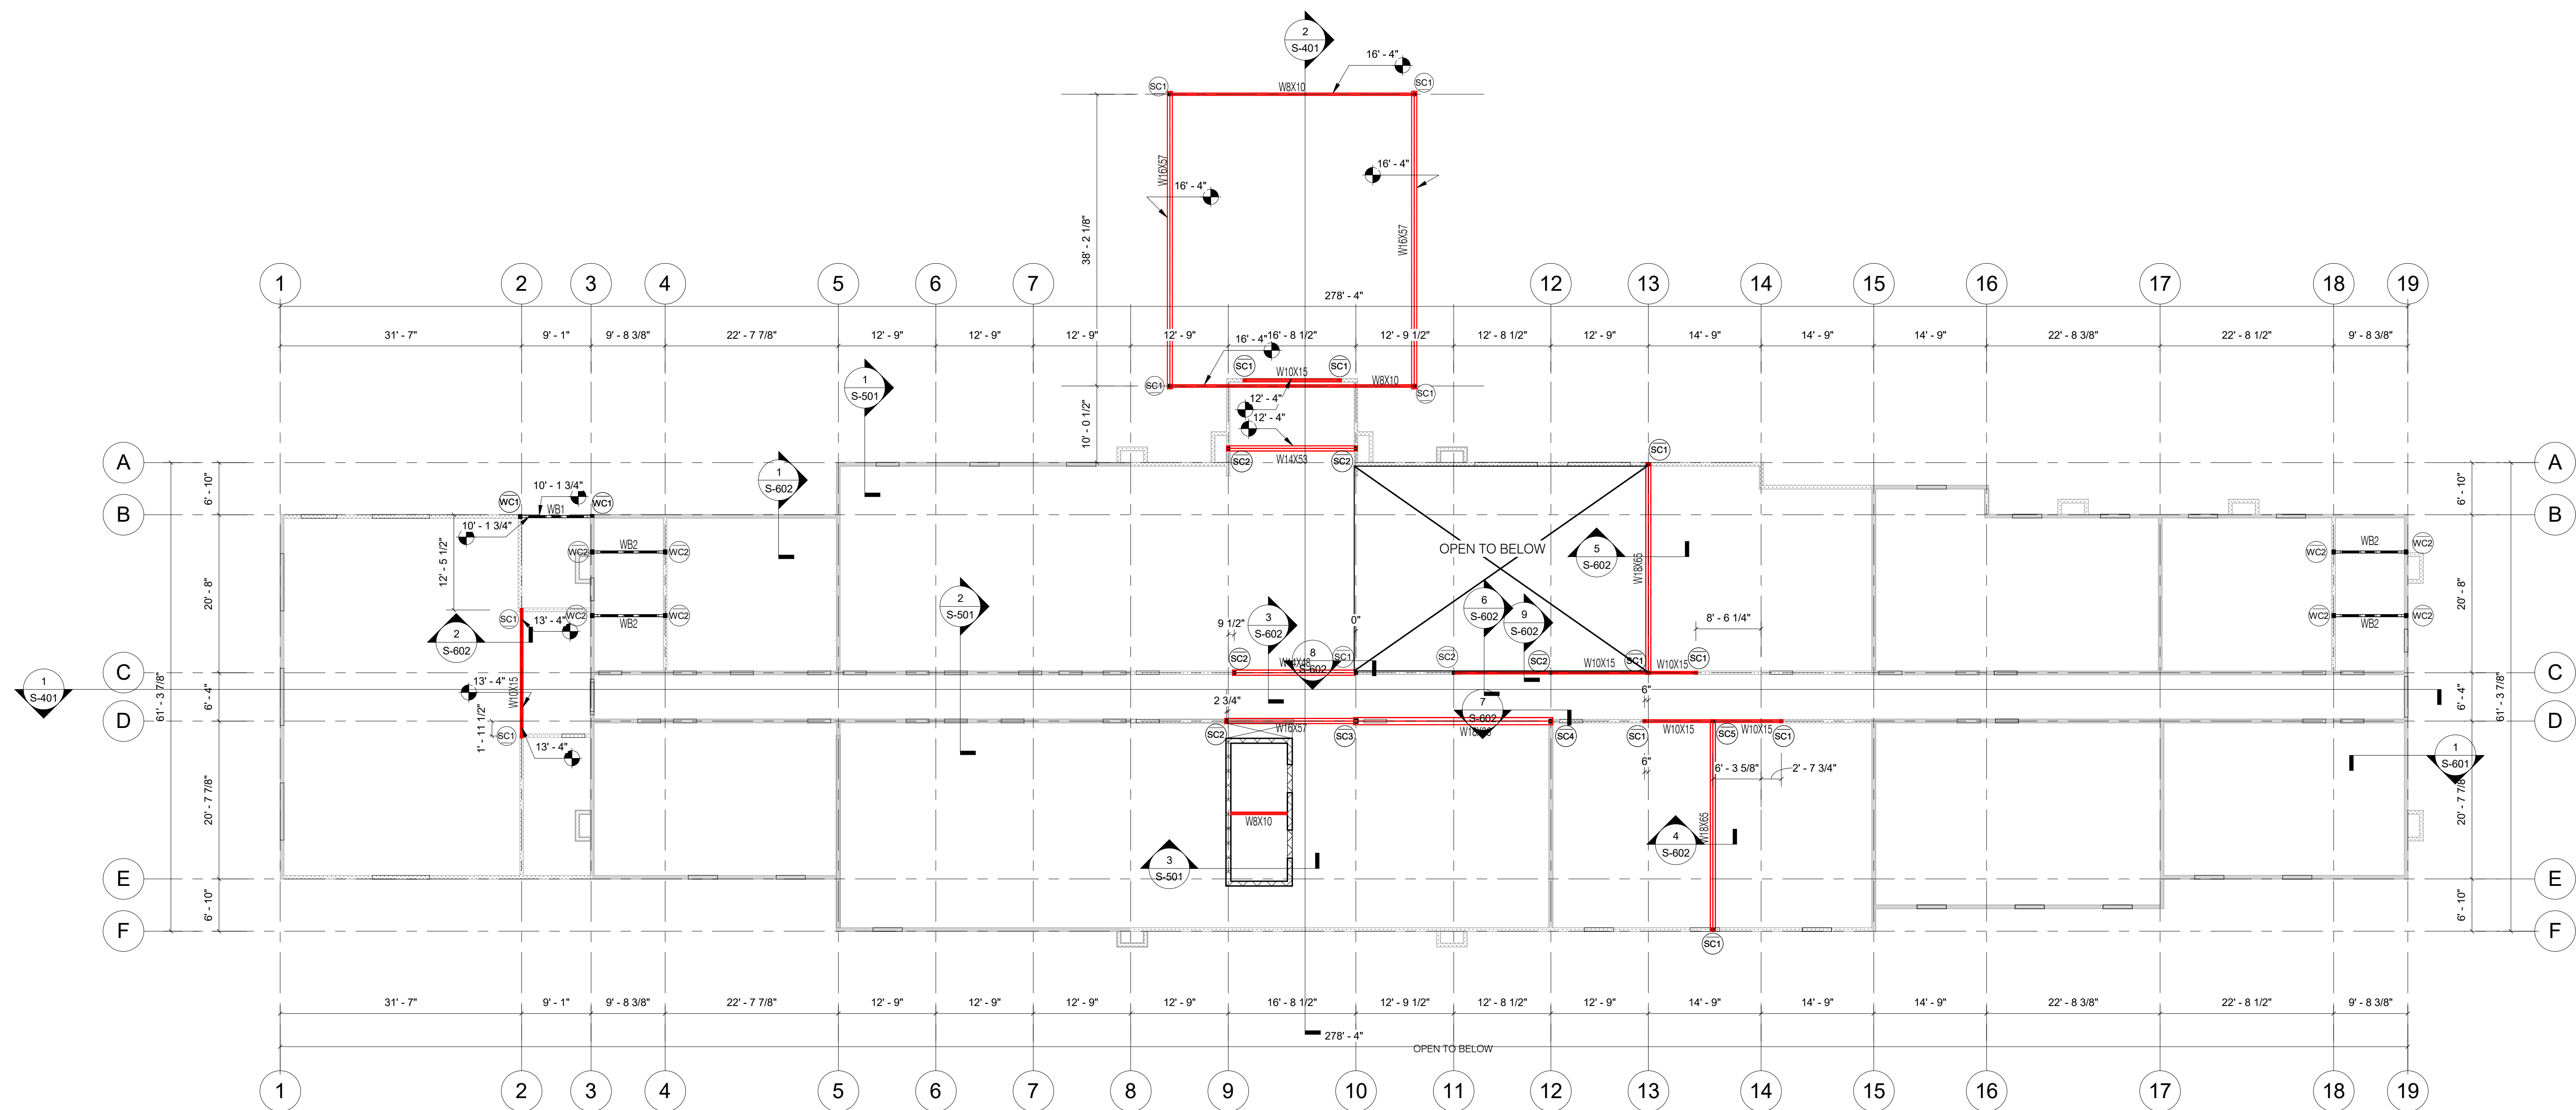 2
S-401
16' - 4"
SC1
W8X10
SC1
W16X57
16' - 4"
16' - 4"
W16X57
38' - 2 1/8"
1 2 3 4 5 6 7 12 13 14 15 16 17 18 19
278' - 4"
31' - 7" 9' - 1" 9' - 8 3/8" 22' - 7 7/8" 12' - 9" 12' - 9" 12' - 9" 12' - 9" 16' - 8 1/2" 12' - 9 1/2" 12' - 8 1/2" 12' - 9" 14' - 9" 14' - 9" 14' - 9" 22' - 8 3/8" 22' - 8 1/2" 9' - 8 3/8"
16' - 4"
SC1
SC1
W10X15
SC1
W8X10
SC1
1
S-501
12' - 4"
12' - 4"
10' - 0 1/2"
W14X53
SC2
SC2
SC1
A
A
6' - 10"
6' - 10"
1
S-602
10' - 1 3/4"
WC1
WC1
WB1
10' - 1 3/4"
B
B
12' - 5 1/2"
WC2
WB2
WC2
WC2
WB2
WC2
OPEN TO BELOW
5
S-602
W18X65
20' - 8"
20' - 8"
2
S-501
SC1
13' - 4"
WC2
WB2
WC2
2
S-602
9 1/2"
3
S-602
0"
6
S-602
9
S-602
8' - 6 1/4"
WC2
WB2
WC2
8
S-602
SC2
W14X48
SC1
SC2
SC2
W10X15
SC1
W10X15
SC1
C
C
1
S-401
13' - 4"
W10X15
61' - 3 7/8"
6' - 4"
6' - 4"
61' - 3 7/8"
2 3/4"
7
S-602
6"
D
D
1' - 11 1/2"
SC1
13' - 4"
SC2
W16X57
SC3
SC4
SC1
W10X15
SC5
W10X15
SC1
6"
6' - 3 5/8"
2' - 7 3/4"
1
S-601
20' - 7 7/8"
20' - 7 7/8"
W8X10
W18X65
4
S-602
3
S-501
E
E
6' - 10"
6' - 10"
F
F
SC1
31' - 7" 9' - 1" 9' - 8 3/8" 22' - 7 7/8" 12' - 9" 12' - 9" 12' - 9" 12' - 9" 16' - 8 1/2" 12' - 9 1/2" 12' - 8 1/2" 12' - 9" 14' - 9" 14' - 9" 14' - 9" 22' - 8 3/8" 22' - 8 1/2" 9' - 8 3/8"
278' - 4"
OPEN TO BELOW
1 2 3 4 5 6 7 8 9 10 11 12 13 14 15 16 17 18 19